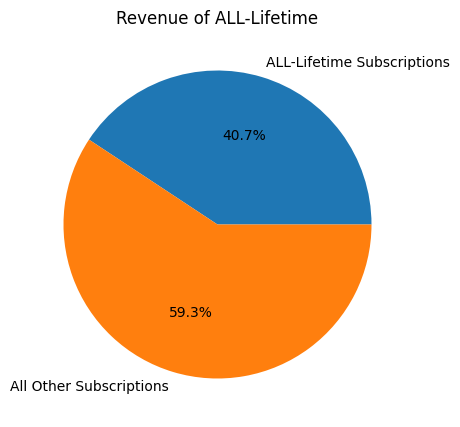 Revenue of ALL-Lifetime
ALL-Lifetime Subscriptions
40.7%
59.3%
All Other Subscriptions